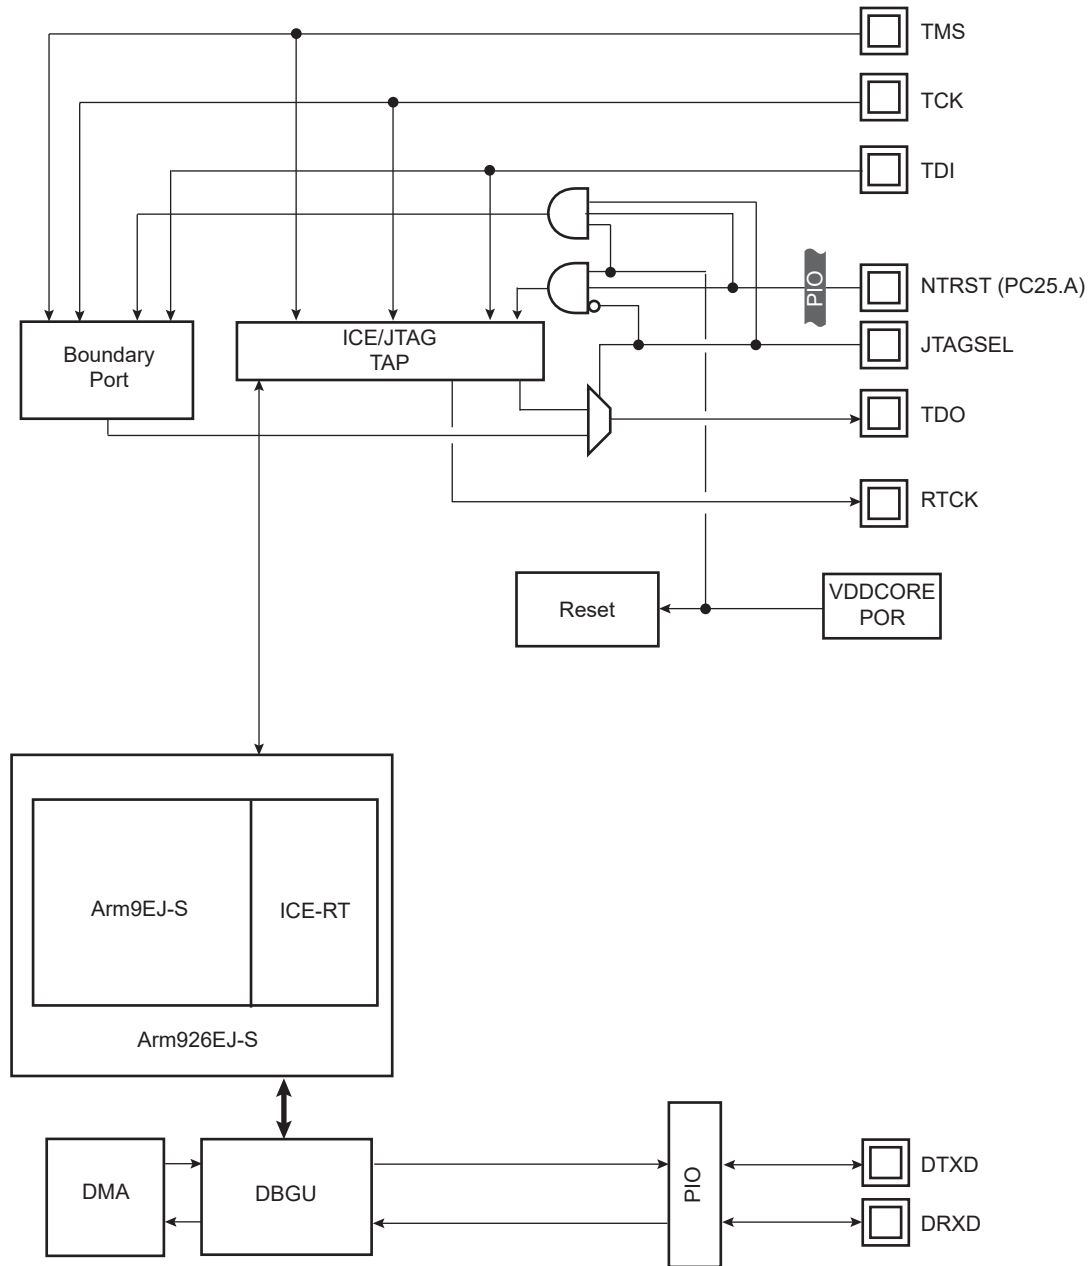 TMS
TCK
TDI
PIO
NTRST (PC25.A)
JTAGSEL
Boundary
Port
ICE/JTAG
TAP
TDO
RTCK
Reset
VDDCORE
POR
Arm9EJ-S
ICE-RT
Arm926EJ-S
DMA
DBGU
PIO
DTXD
DRXD